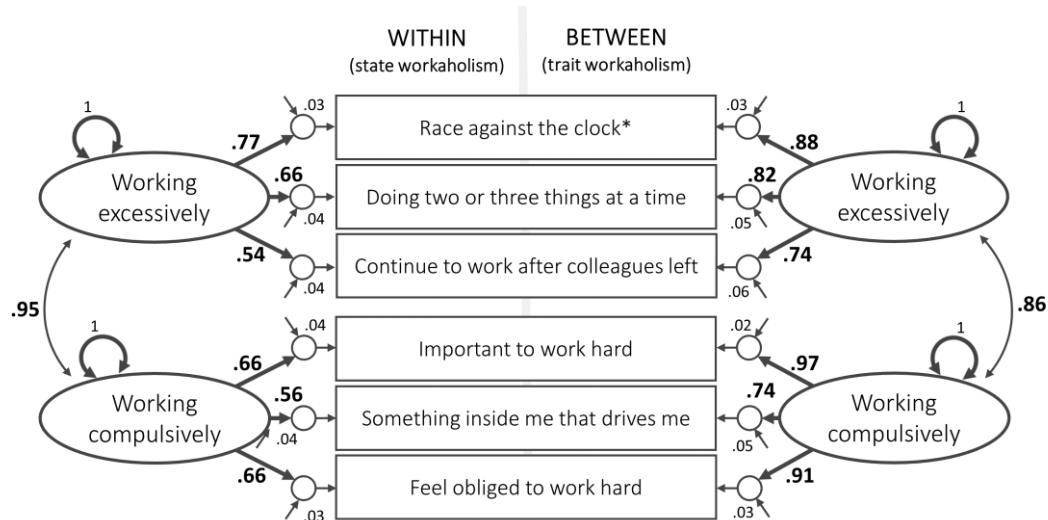 WITHIN BETWEEN
(state workaholism) (trait workaholism)
1 .03 .03 1
.77 Race against the clock* .88
Working excessively .66 Doing two or three things at a time .82 Working excessively
.04 .05
.54 Continue to work after colleagues left .74
.04 .06
.95 .86
1 .04 .02 1
.66 Important to work hard .97
Working compulsively .56 Something inside me that drives me .74 Working compulsively
.04 .05
.66 Feel obliged to work hard .91
.03 .03